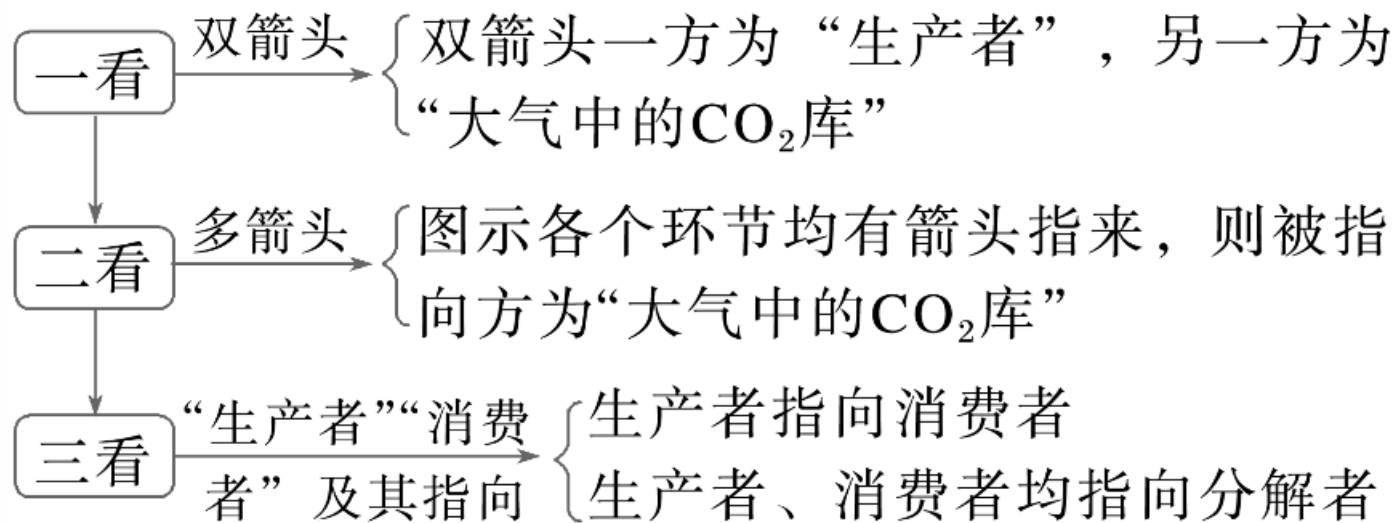 一看
双箭头
双箭头一方为“生产者”，另一方为
“大气中的CO₂库”
二看
多箭头
图示各个环节均有箭头指来，则被指
向方为“大气中的CO₂库”
三看
“生产者”“消费
者”及其指向
生产者指向消费者
生产者、消费者均指向分解者